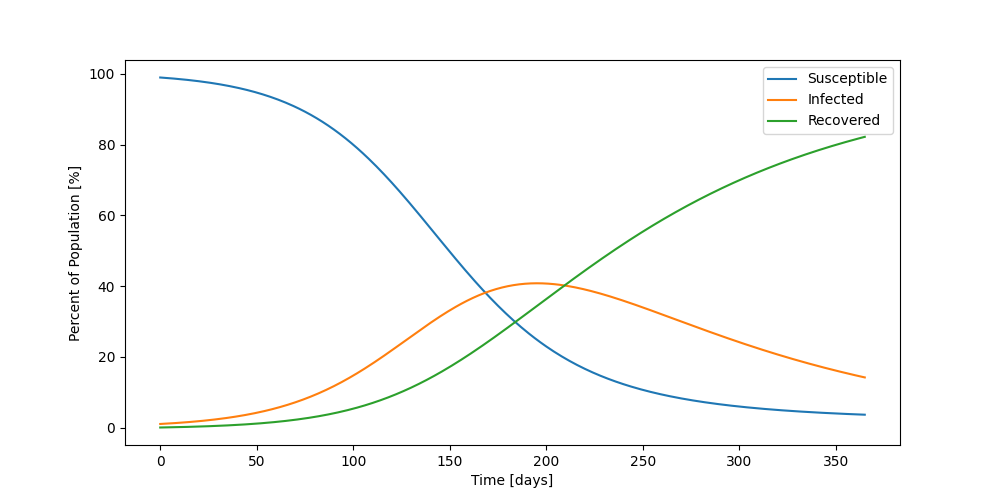 Susceptible
Infected
Recovered
100
80
60
40
20
0
Percent of Population [%]
0 50 100 150 200 250 300 350
Time [days]